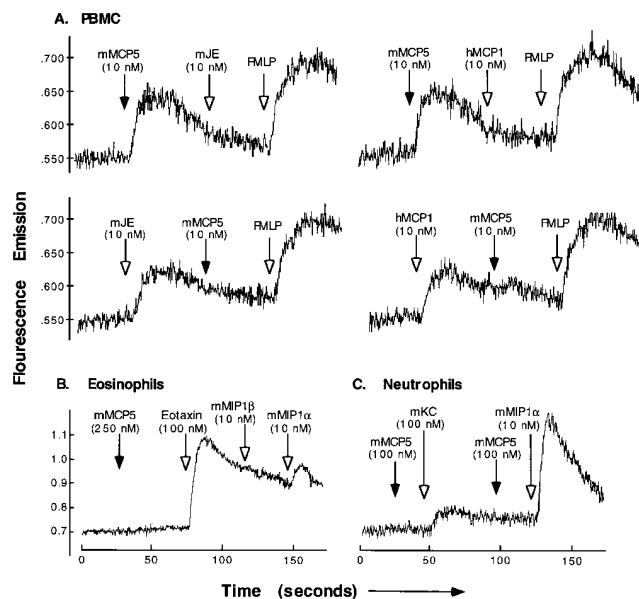 A. PBMC
mMCP5 (10 nM) mJE (10 nM) FMLP
mMCP5 (10 nM) hMCP1 (10 nM) FMLP
.700
.650
.600
.550
mJE (10 nM) mMCP5 (10 nM) FMLP
hMCP1 (10 nM) mMCP5 (10 nM) FMLP
.700
.650
.600
.550
Flourescence Emission
B. Eosinophils
mMCP5 (250 nM) Eotaxin (100 nM) mMIP1β (10 nM) mMIP1α (10 nM)
1.1
1.0
0.9
0.8
0.7
0 50 100 150
C. Neutrophils
mMCP5 (100 nM) mKC (100 nM) mMCP5 (100 nM) mMIP1α (10 nM)
0 50 100 150
Time (seconds)